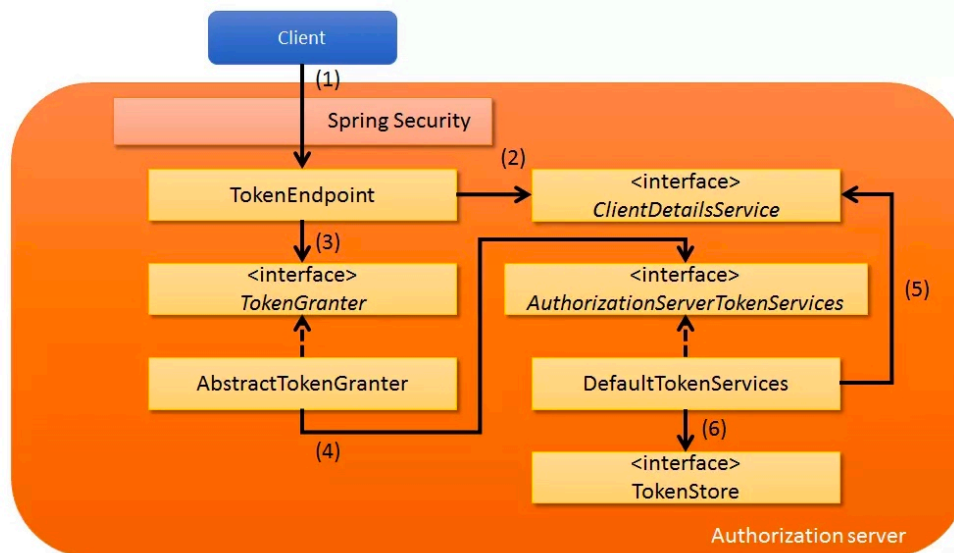 Client
(1)
Spring Security
(2)
TokenEndpoint
<interface>
ClientDetailsService
(3)
<interface>
TokenGranter
<interface>
AuthorizationServerTokenServices
(5)
AbstractTokenGranter
DefaultTokenServices
(4)
(6)
<interface>
TokenStore
Authorization server